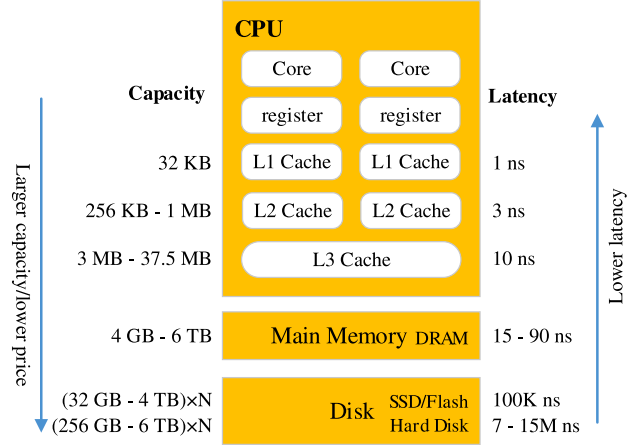 CPU
Core Core
Capacity
Latency
register register
32 KB L1 Cache L1 Cache 1 ns
256 KB - 1 MB L2 Cache L2 Cache 3 ns
3 MB - 37.5 MB L3 Cache 10 ns
4 GB - 6 TB Main Memory DRAM 15 - 90 ns
(32 GB - 4 TB)×N Disk SSD/Flash 100K ns
(256 GB - 6 TB)×N Hard Disk 7 - 15M ns
Larger capacity/lower price
Lower latency